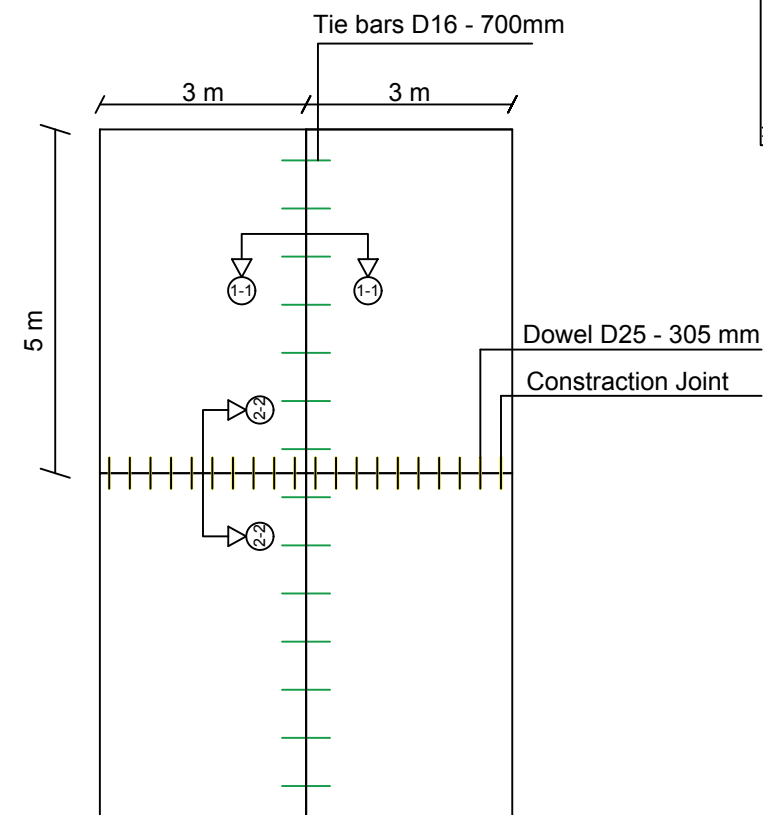 Tie bars D16 - 700mm
3 m
3 m
5 m
1-1
1-1
Dowel D25 - 305 mm
Constraction Joint
2-2
2-2